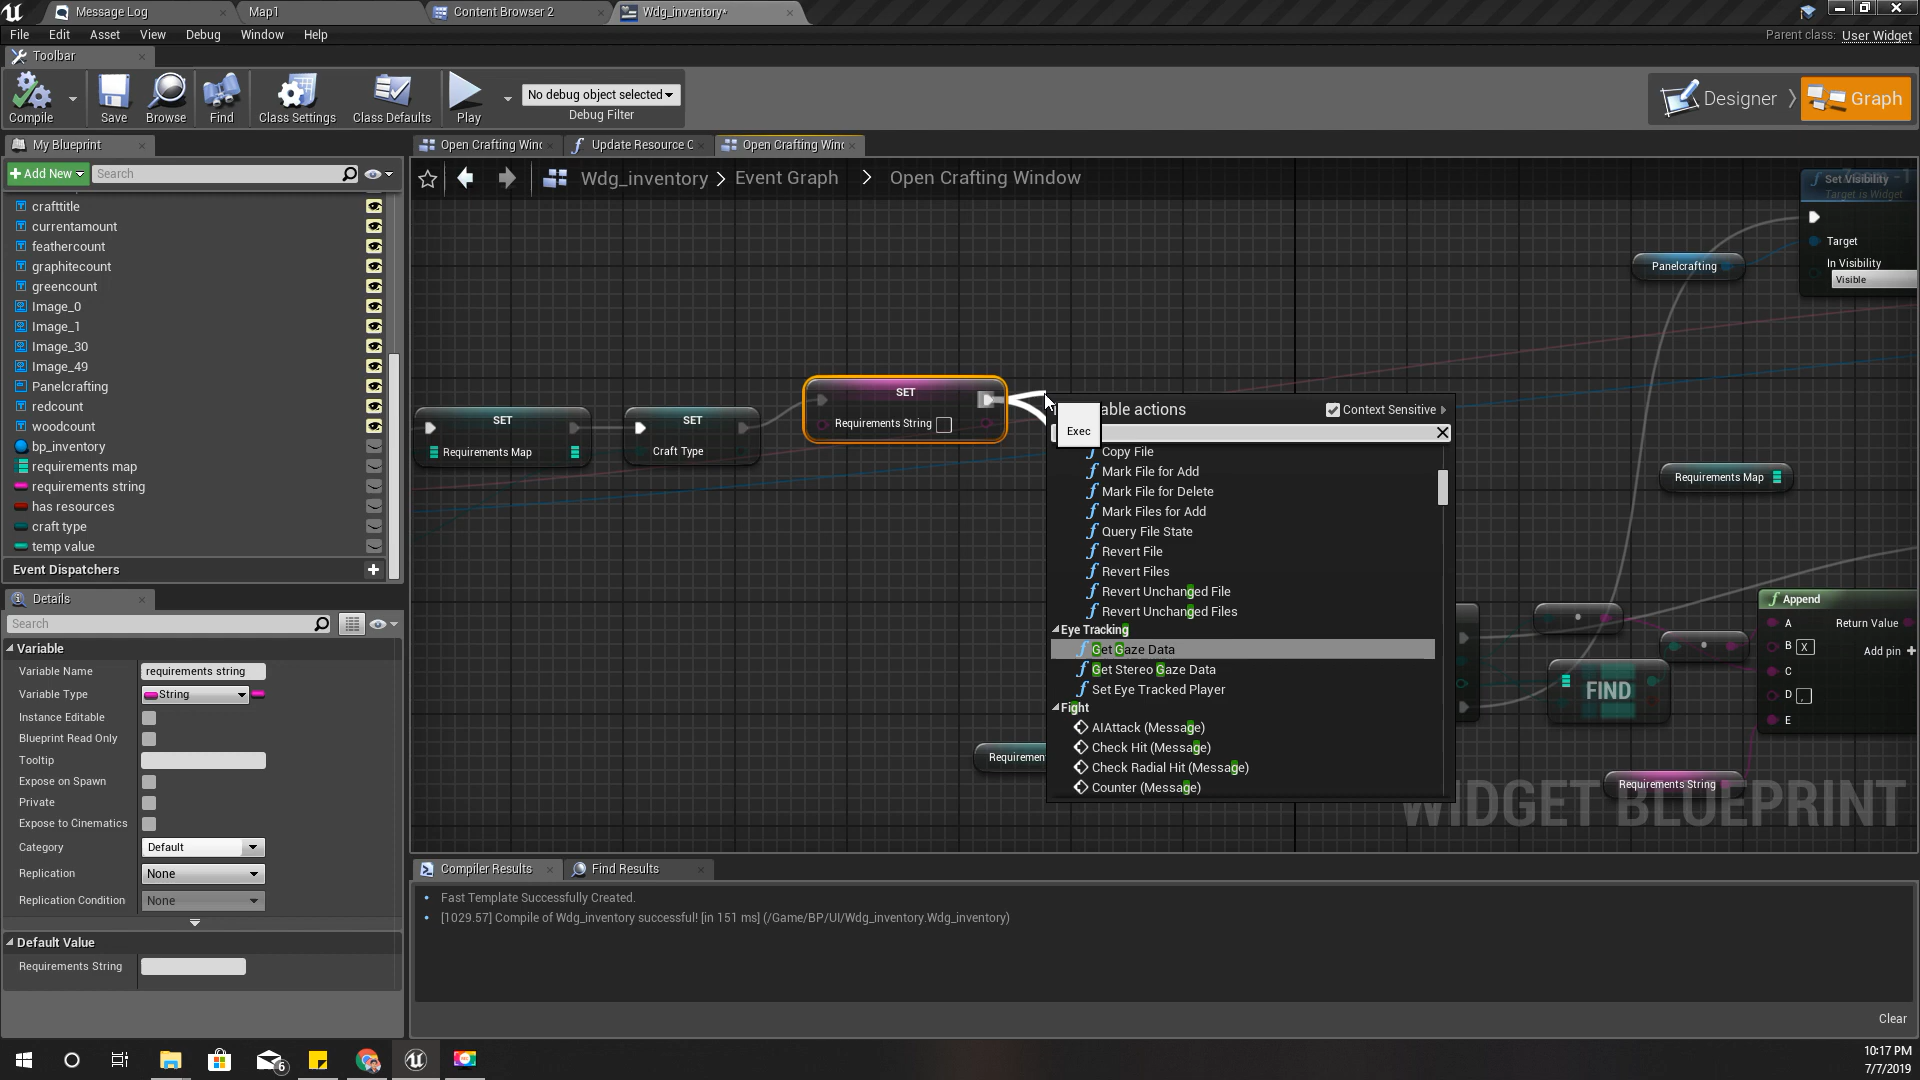 Message Log
Map1
Content Browser 2
Wdg_inventory*
File Edit Asset View Debug Window Help
Parent class: User Widget
Toolbar
Compile
Save
Browse
Find
Class Settings
Class Defaults
Play
No debug object selected
Debug Filter
Designer
Graph
My Blueprint
Open Crafting Winc
Update Resource C
Open Crafting Winc
+ Add New
Search
Wdg_inventory > Event Graph > Open Crafting Window
crafttitle
currentamount
feathercount
graphitecount
greencount
Image_0
Image_1
Image_30
Image_49
Panelcrafting
redcount
woodcount
bp_inventory
requirements map
requirements string
has resources
craft type
temp value
Event Dispatchers
Details
Search
Variable
Variable Name requirements string
Variable Type String
Instance Editable
Blueprint Read Only
Tooltip
Expose on Spawn
Private
Expose to Cinematics
Category Default
Replication None
Replication Condition None
Default Value
Requirements String
SET
Requirements Map
SET
Craft Type
SET
Requirements String
Requiremen
able actions
Context Sensitive
Exec
Copy File
Mark File for Add
Mark File for Delete
Mark Files for Add
Query File State
Revert File
Revert Files
Revert Unchanged File
Revert Unchanged Files
Eye Tracking
Get Gaze Data
Get Stereo Gaze Data
Set Eye Tracked Player
Fight
AIAttack (Message)
Check Hit (Message)
Check Radial Hit (Message)
Counter (Message)
Set Visibility
Target is Widget
Target
In Visibility
Visible
Panelcrafting
Requirements Map
FIND
Append
A
B X
C
D ,
E
Return Value
Add pin +
Requirements String
WIDGET BLUEPRINT
Compiler Results
Find Results
Fast Template Successfully Created.
[1029.57] Compile of Wdg_inventory successful! [in 151 ms] (/Game/BP/UI/Wdg_inventory.Wdg_inventory)
Clear
6
10:17 PM
7/7/2019